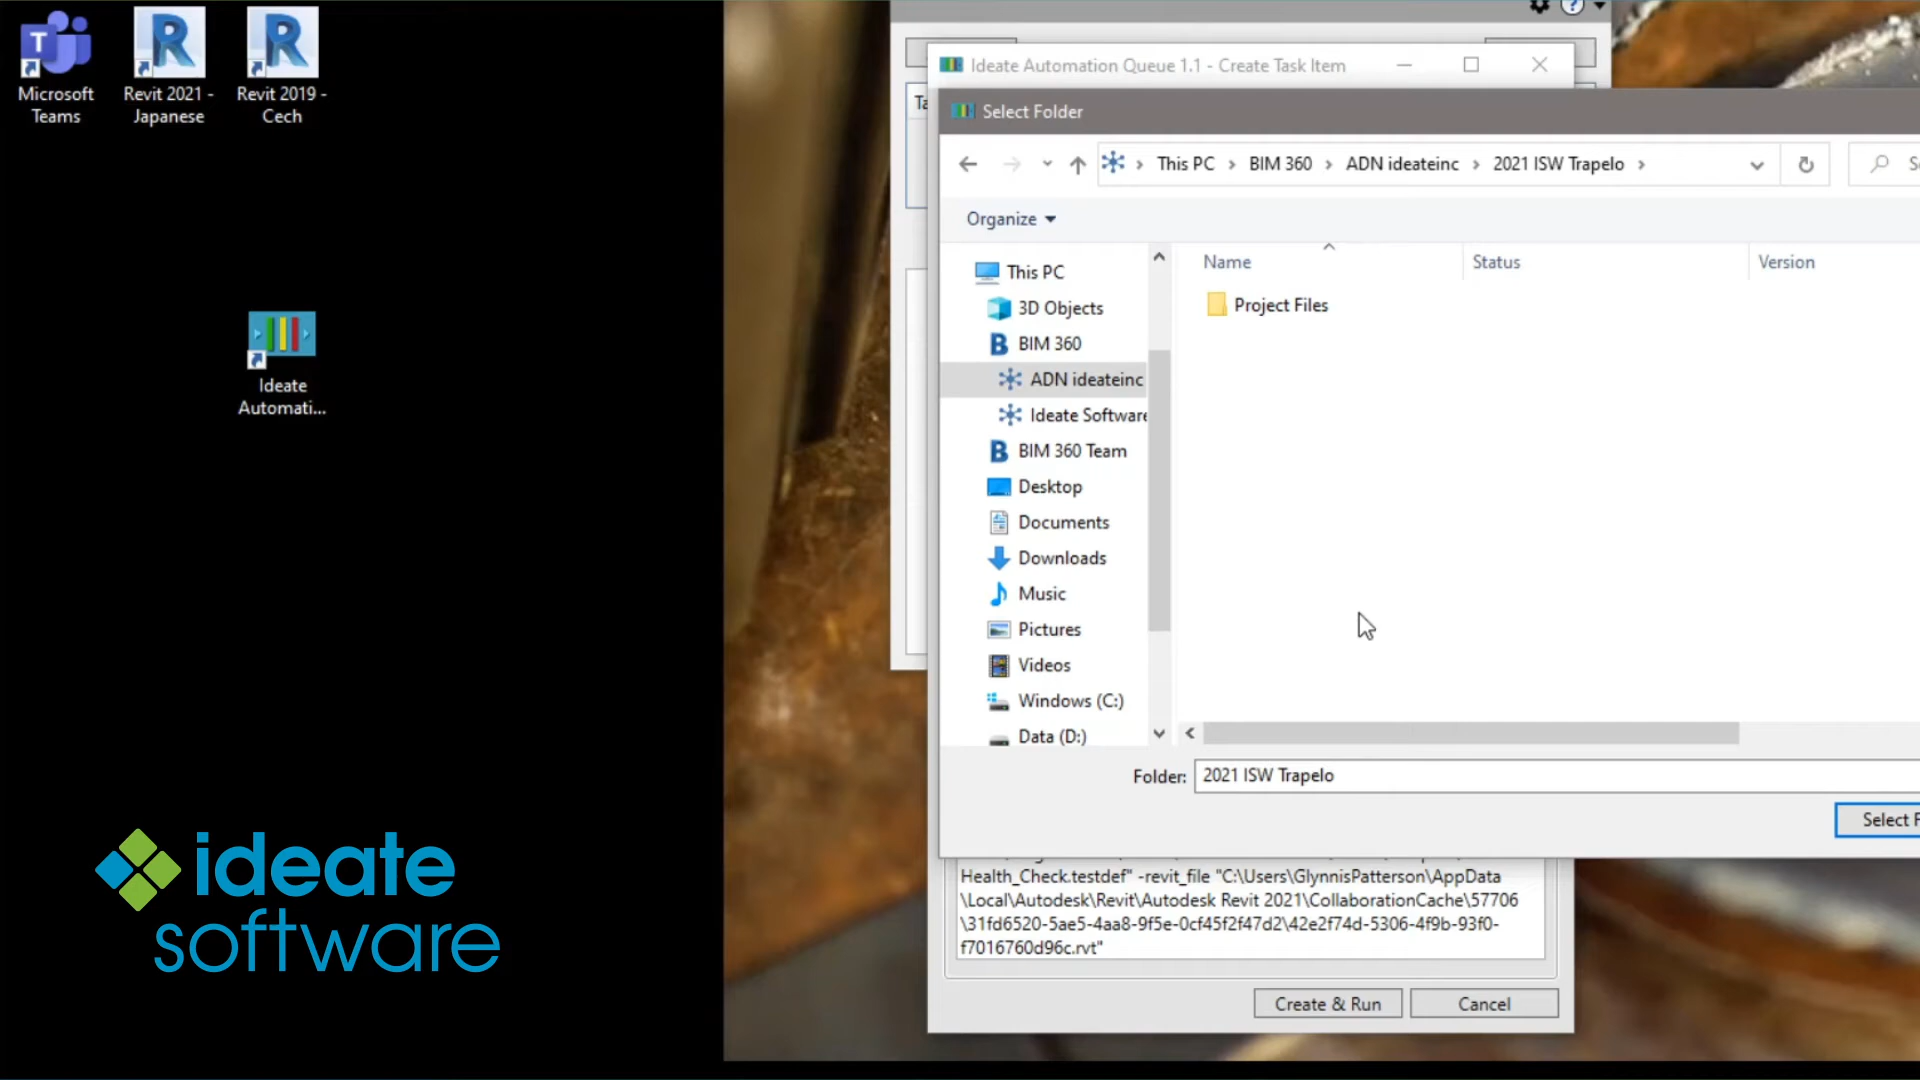 Microsoft
Teams
Revit 2021 -
Japanese
Revit 2019 -
Cech
Ideate
Automati...
ideate
software
Ideate Automation Queue 1.1 - Create Task Item
Select Folder
This PC > BIM 360 > ADN ideateinc > 2021 ISW Trapelo >
Organize
Name Status Version
This PC
3D Objects
BIM 360
ADN ideateinc
Ideate Software
BIM 360 Team
Desktop
Documents
Downloads
Music
Pictures
Videos
Windows (C:)
Data (D:)
Project Files
Folder: 2021 ISW Trapelo
Select F
Health_Check.testdef" -revit_file "C:\Users\GlynnisPatterson\AppData
\Local\Autodesk\Revit\Autodesk Revit 2021\CollaborationCache\57706
\31fd6520-5ae5-4aa8-9f5e-0cf45f2f47d2\42e2f74d-5306-4f9b-93f0-
f7016760d96c.rvt"
Create & Run
Cancel